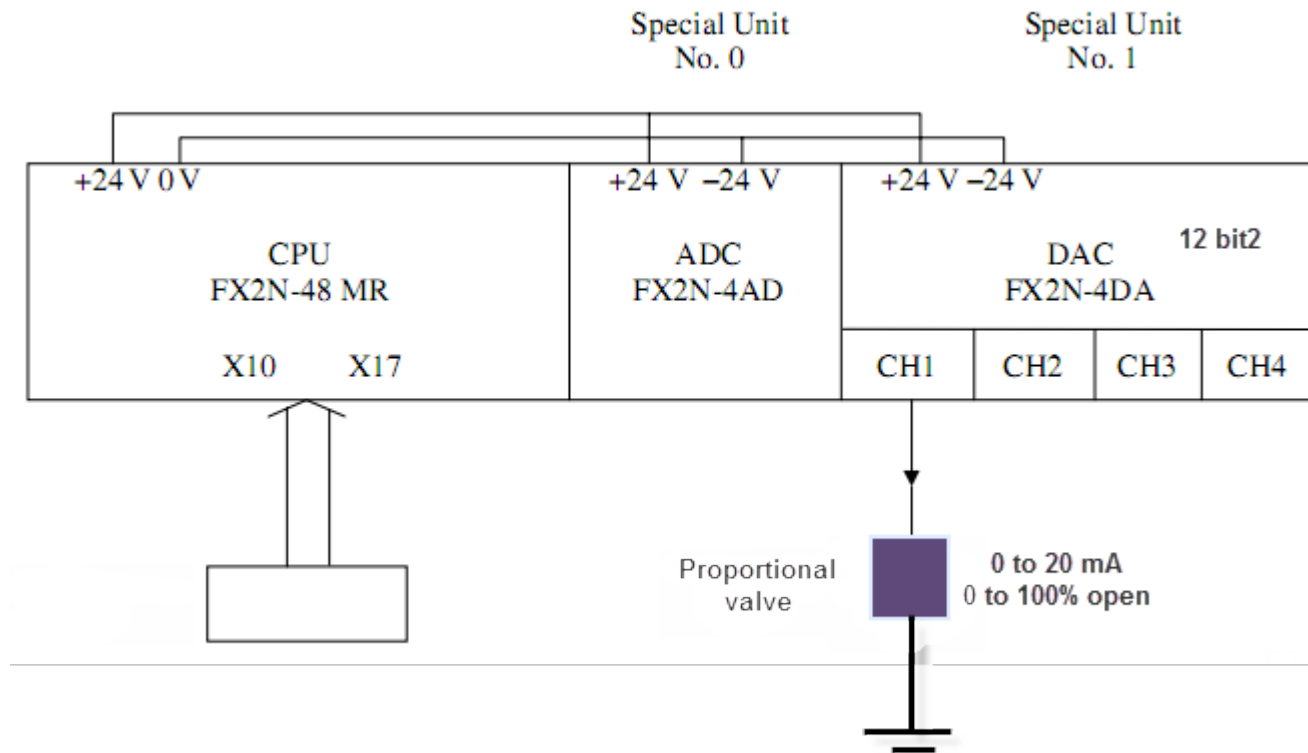 Special Unit
No. 0
Special Unit
No. 1
+24 V 0 V
+24 V –24 V
+24 V –24 V
CPU
FX2N-48 MR
ADC
FX2N-4AD
DAC
FX2N-4DA
12 bit2
X10 X17
CH1 CH2 CH3 CH4
Proportional
valve
0 to 20 mA
0 to 100% open